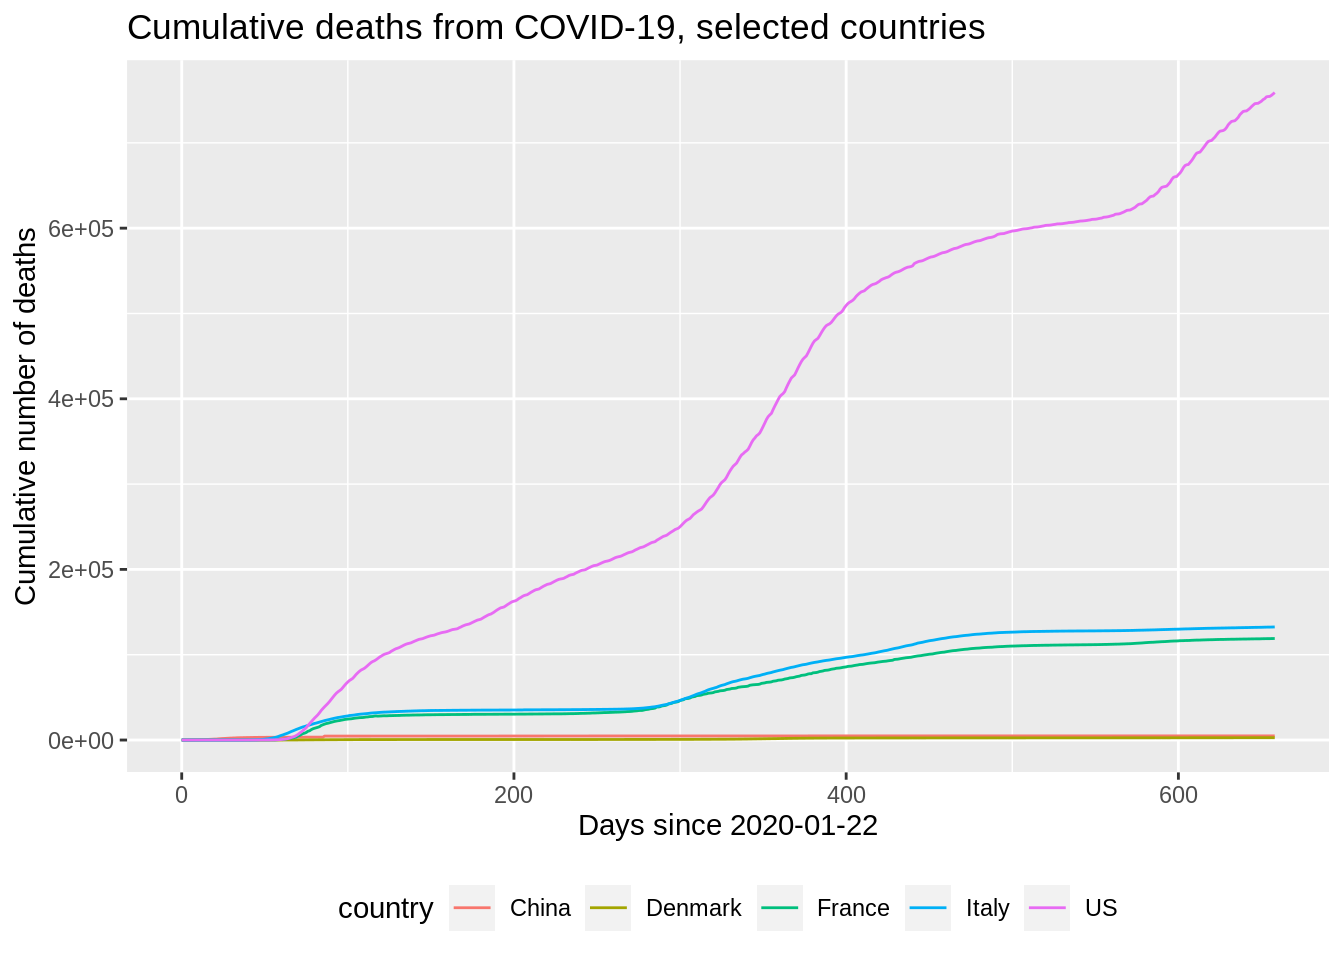 Cumulative deaths from COVID-19, selected countries
Cumulative number of deaths
6e+05
4e+05
2e+05
0e+00
0 200 400 600
Days since 2020-01-22
country China Denmark France Italy US